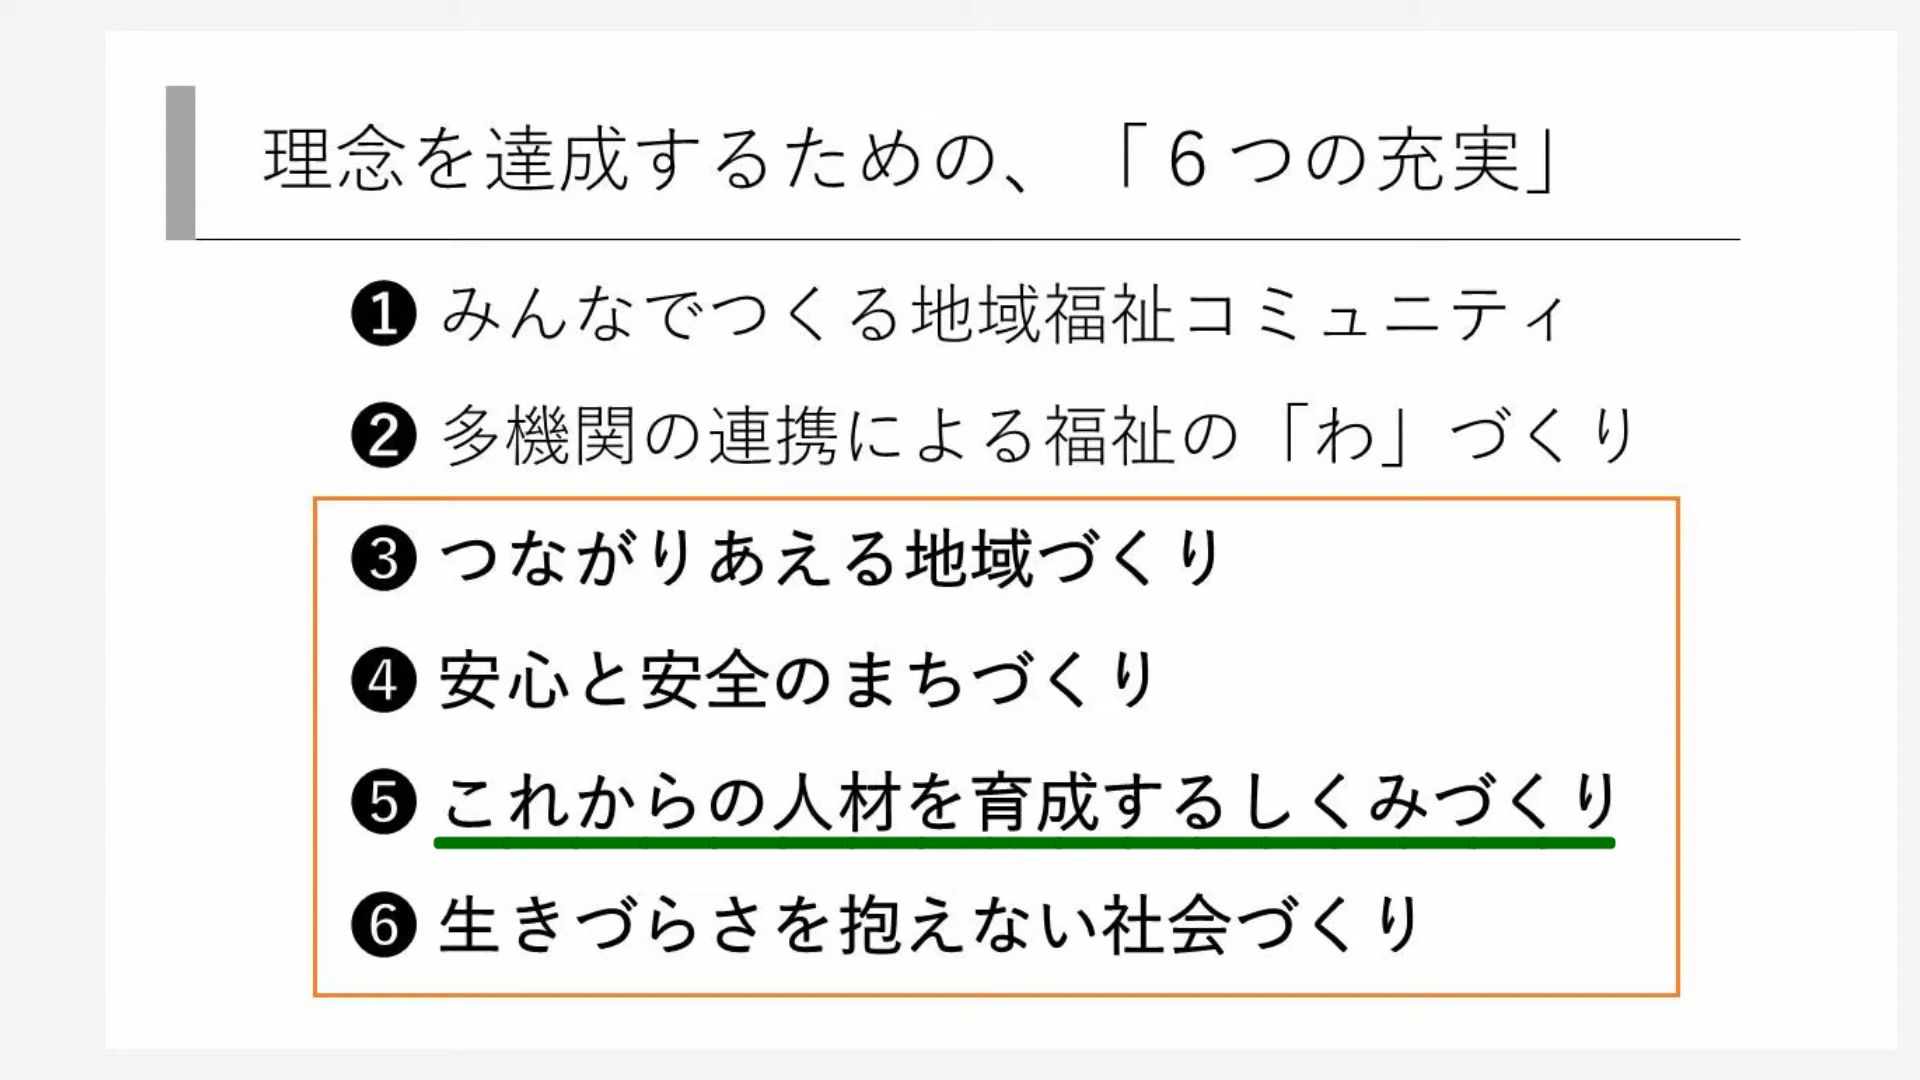 理念を達成するための、「６つの充実」
❶ みんなでつくる地域福祉コミュニティ
❷ 多機関の連携による福祉の「わ」づくり
❸ つながりあえる地域づくり
❹ 安心と安全のまちづくり
❺ これからの人材を育成するしくみづくり
❻ 生きづらさを抱えない社会づくり